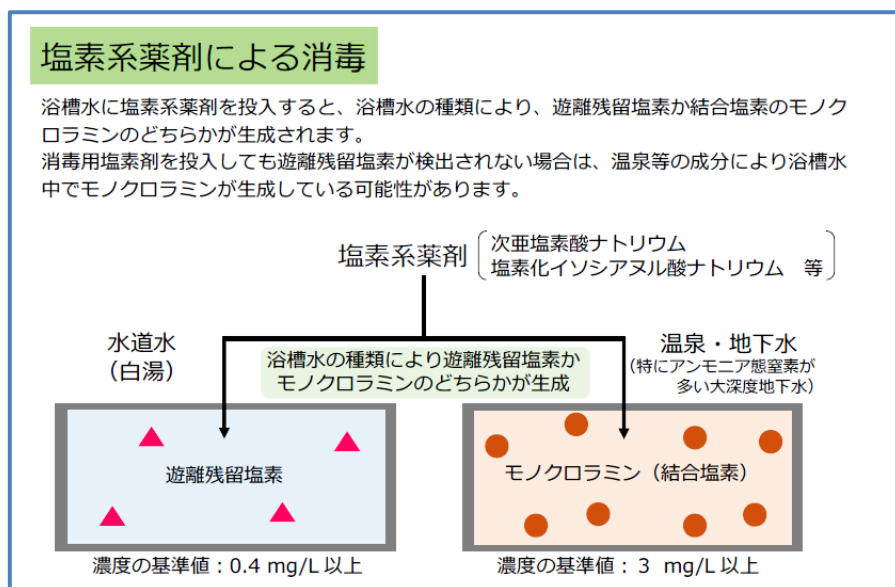 塩素系薬剤による消毒
浴槽水に塩素系薬剤を投入すると、浴槽水の種類により、遊離残留塩素か結合塩素のモノク
ロラミンのどちらかが生成されます。
消毒用塩素剤を投入しても遊離残留塩素が検出されない場合は、温泉等の成分により浴槽水
中でモノクロラミンが生成している可能性があります。
塩素系薬剤
次亜塩素酸ナトリウム
塩素化イソシアヌル酸ナトリウム 等
水道水
（白湯）
浴槽水の種類により遊離残留塩素か
モノクロラミンのどちらかが生成
温泉・地下水
（特にアンモニア態窒素が
多い大深度地下水）
遊離残留塩素
モノクロラミン（結合塩素）
濃度の基準値：0.4 mg/L 以上
濃度の基準値： 3 mg/L 以上